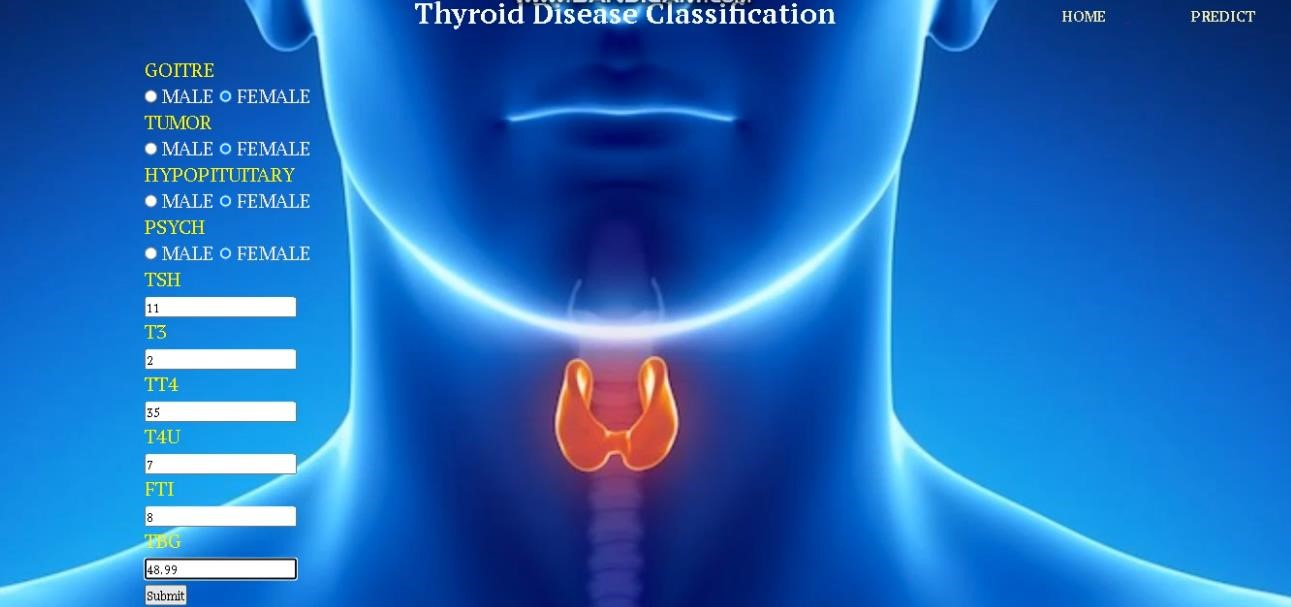 Thyroid Disease Classification
HOME PREDICT
GOITRE
MALE FEMALE
TUMOR
MALE FEMALE
HYPOPITUITARY
MALE FEMALE
PSYCH
MALE FEMALE
TSH
11
T3
2
TT4
35
T4U
7
FTI
8
TBG
48.99
Submit